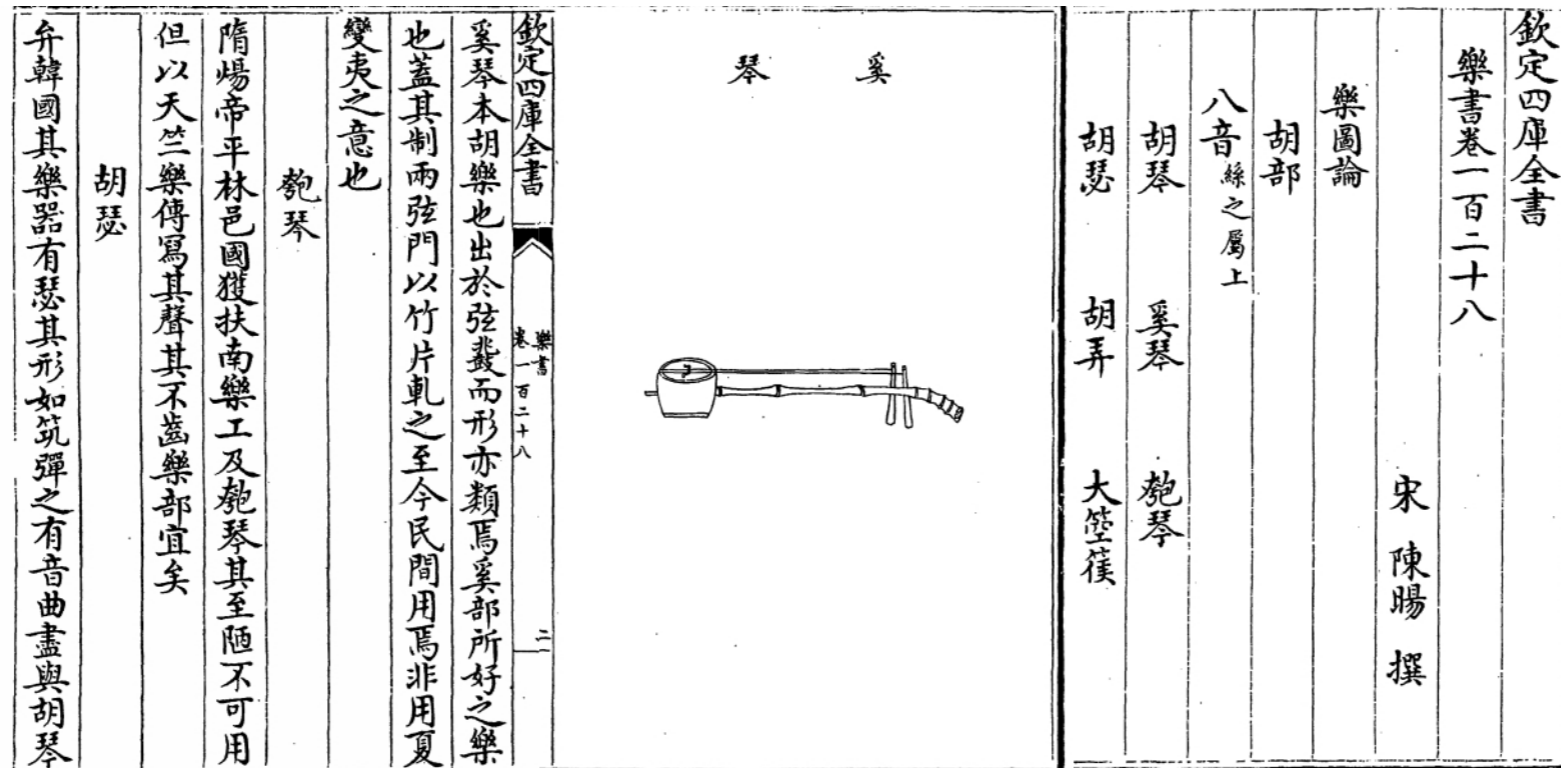 欽定四庫全書
樂書卷一百二十八
宋 陳暘 撰
樂圖論
胡部
八音絲之屬上
胡琴 奚琴 匏琴
胡瑟 胡弄 大箜篌
奚琴
欽定四庫全書 樂書 卷一百二十八 二
奚琴本胡樂也出於弦鼗而形亦類焉奚部所好之樂
也蓋其制兩弦門以竹片軋之至今民間用焉非用夏
變夷之意也
匏琴
隋煬帝平林邑國獲扶南樂工及匏琴其至陋不可用
但以天竺樂傳寫其聲其不齒樂部宜矣
胡瑟
弁韓國其樂器有瑟其形如筑彈之有音曲盡與胡琴